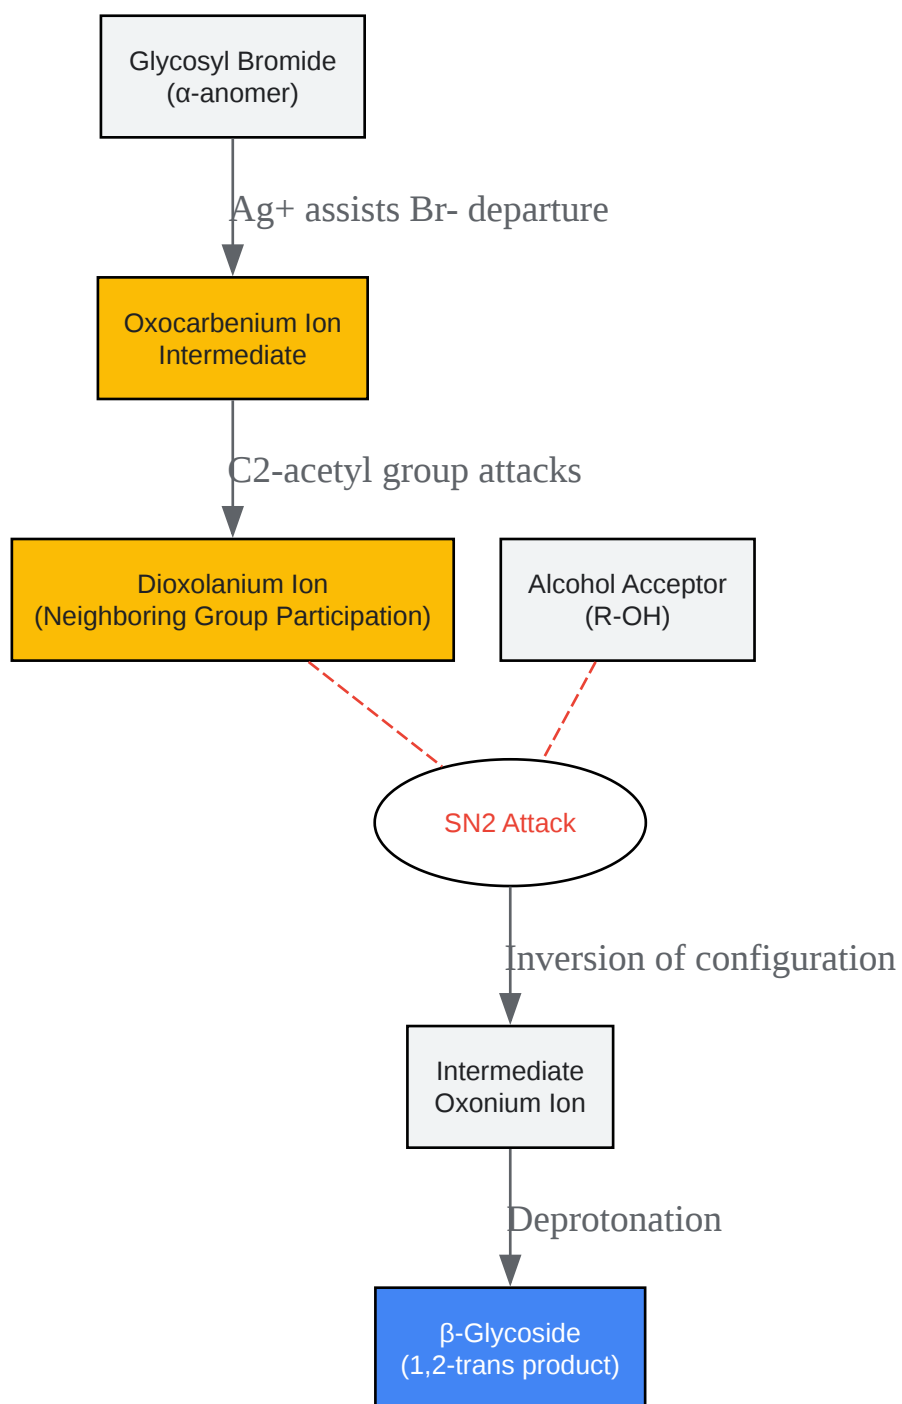 Glycosyl Bromide
(α-anomer)
Ag+ assists Br- departure
Oxocarbenium Ion
Intermediate
C2-acetyl group attacks
Dioxolanium Ion
(Neighboring Group Participation)
Alcohol Acceptor
(R-OH)
SN2 Attack
Inversion of configuration
Intermediate
Oxonium Ion
Deprotonation
β-Glycoside
(1,2-trans product)